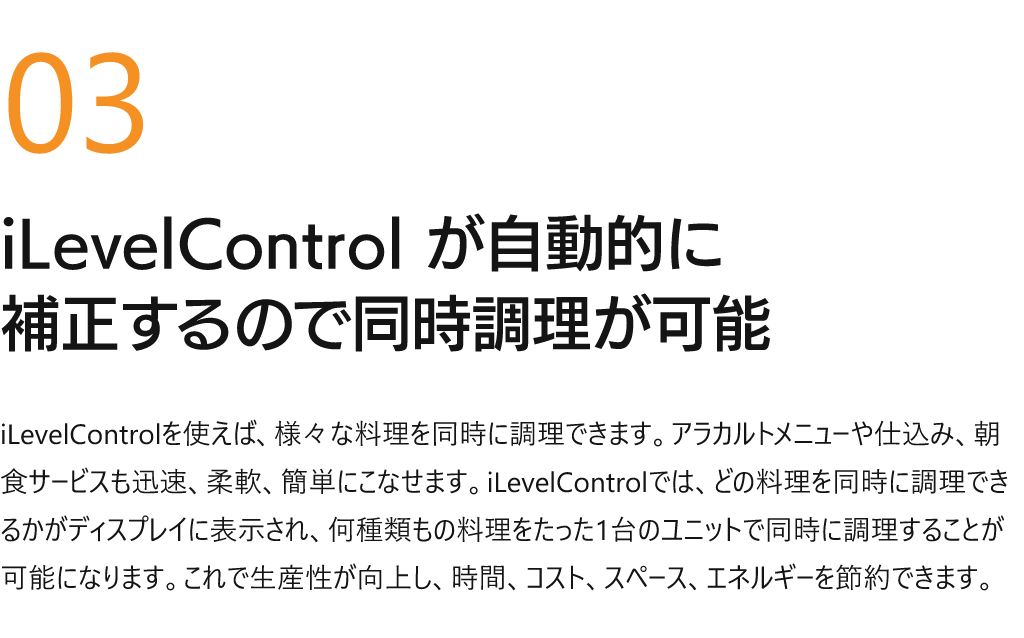 03
iLevelControl が自動的に
補正するので同時調理が可能
iLevelControlを使えば、様々な料理を同時に調理できます。アラカルトメニューや仕込み、朝
食サービスも迅速、柔軟、簡単にこなせます。iLevelControlでは、どの料理を同時に調理でき
るかがディスプレイに表示され、何種類もの料理をたった1台のユニットで同時に調理することが
可能になります。これで生産性が向上し、時間、コスト、スペース、エネルギーを節約できます。